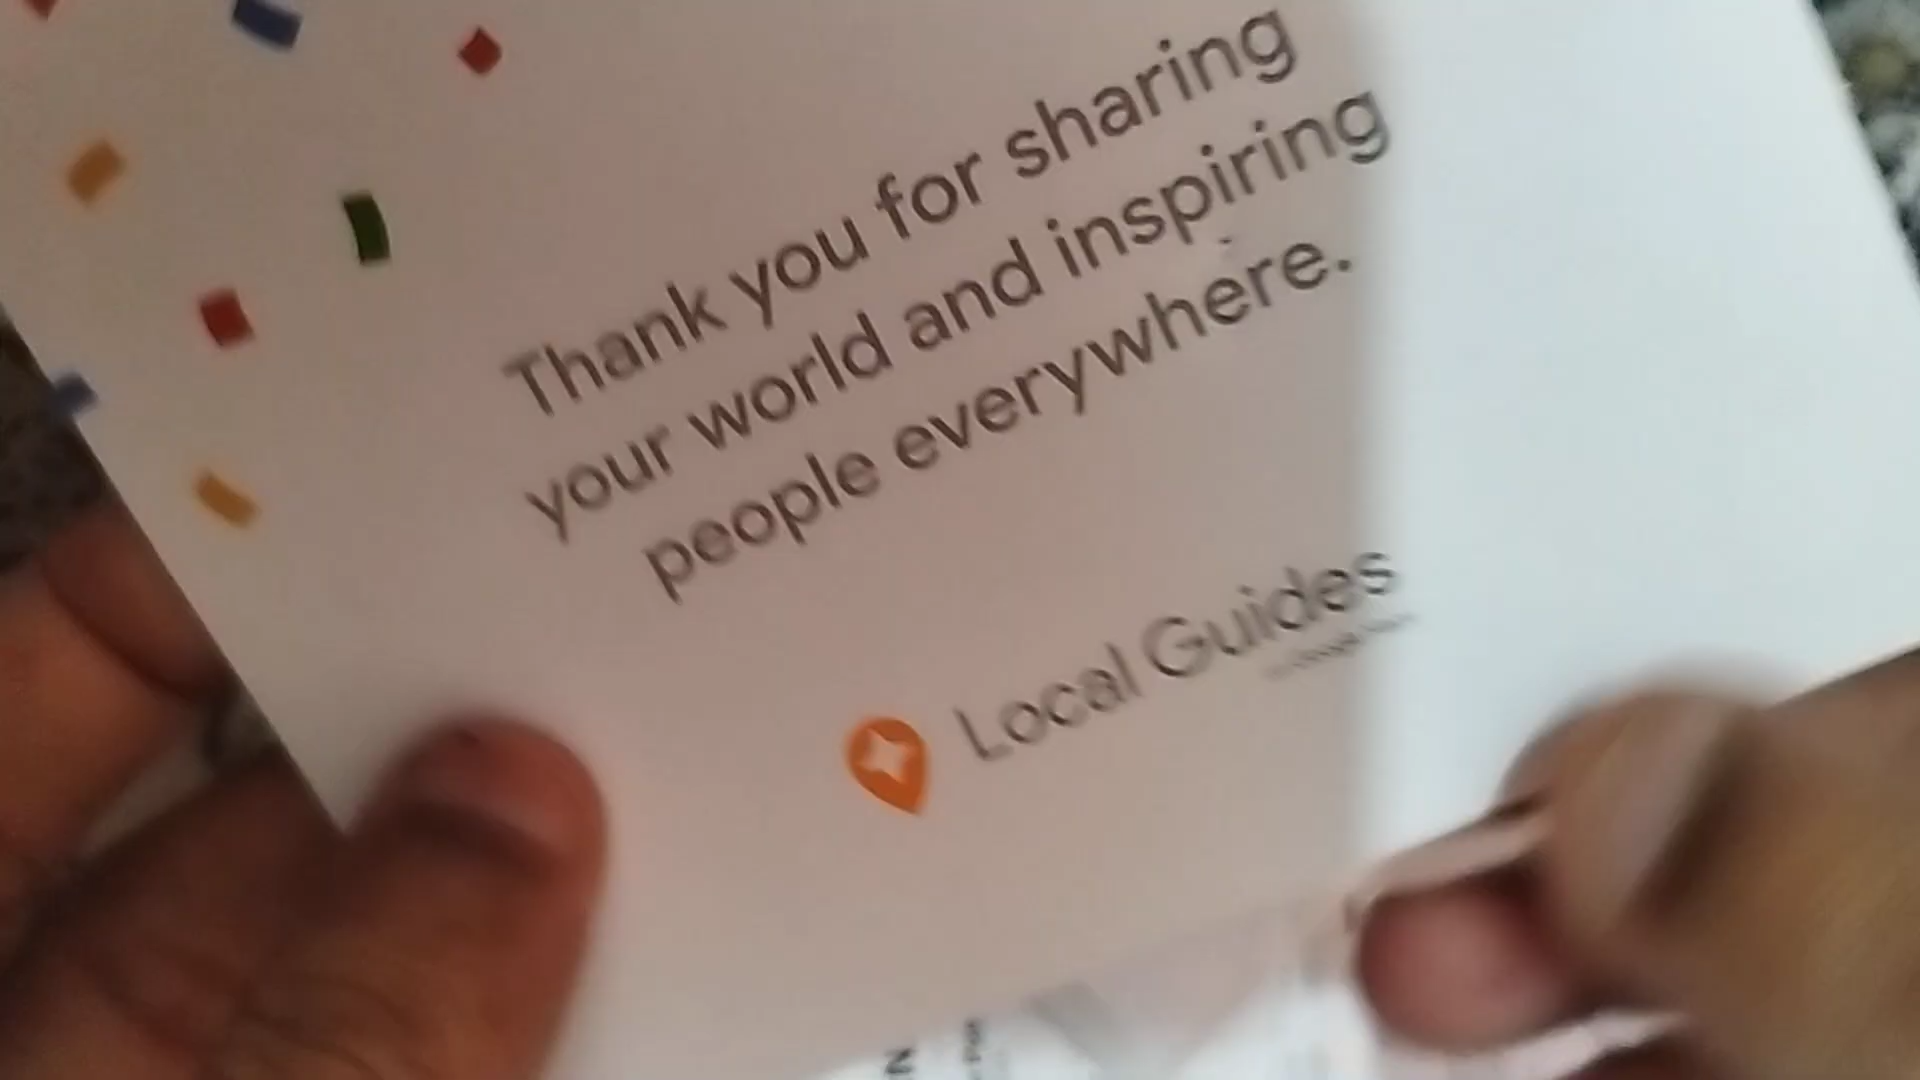 Thank you for sharing
your world and inspiring
people everywhere.
Local Guides